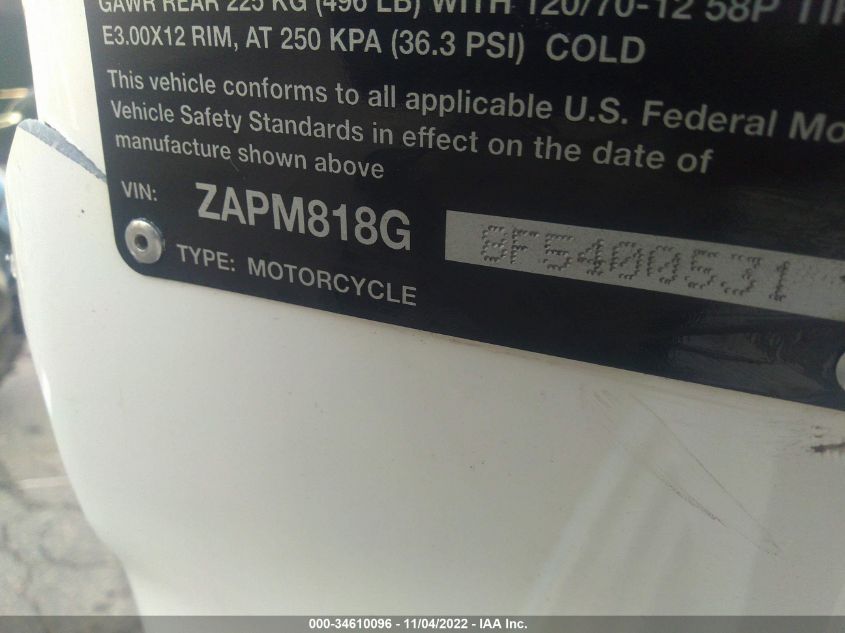 GAWR REAR 225 KG (496 LB) WITH 120/70-12 58P
E3.00X12 RIM, AT 250 KPA (36.3 PSI) COLD
This vehicle conforms to all applicable U.S. Federal Mo
Vehicle Safety Standards in effect on the date of
manufacture shown above
VIN: ZAPM818G 8F5400531
TYPE: MOTORCYCLE
000-34610096 - 11/04/2022 - IAA Inc.